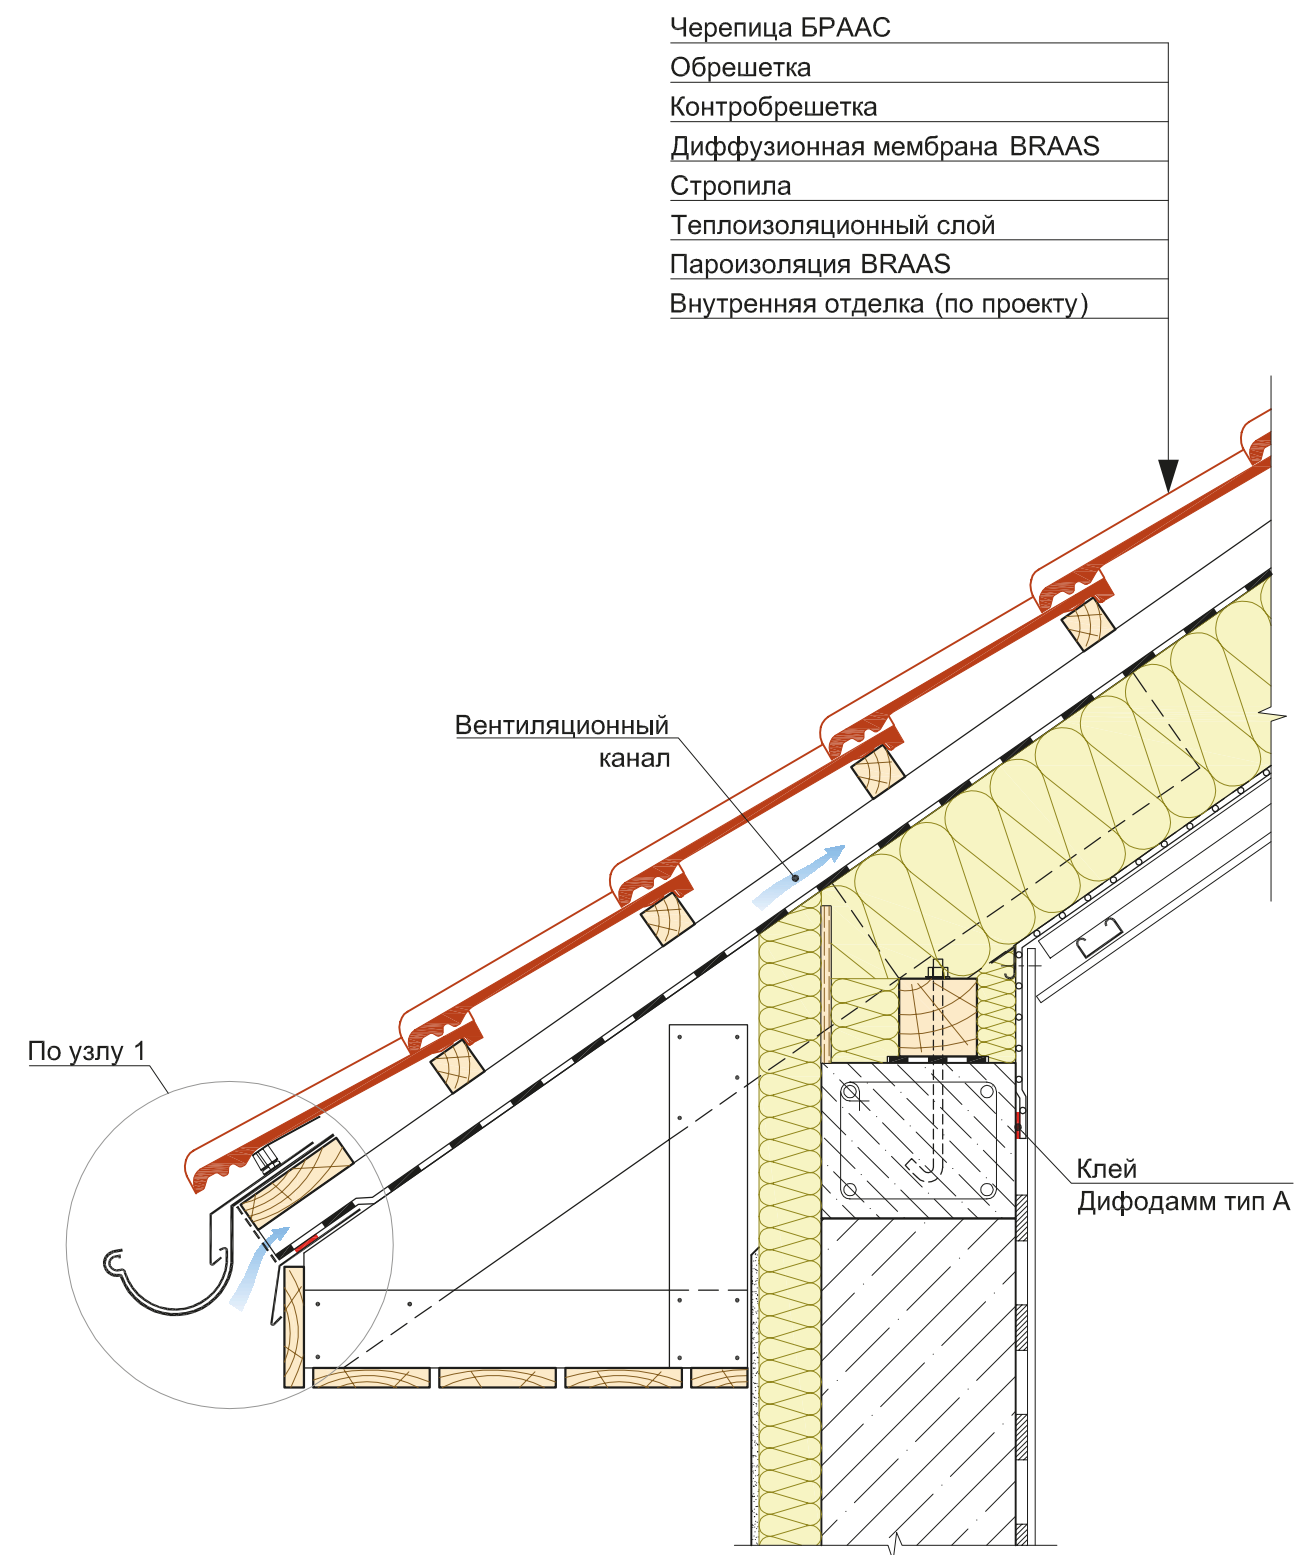 Черепица БРААС
Обрешетка
Контробрешетка
Диффузионная мембрана BRAAS
Стропила
Теплоизоляционный слой
Пароизоляция BRAAS
Внутренняя отделка (по проекту)
Вентиляционный
канал
По узлу 1
Клей
Дифодамм тип А